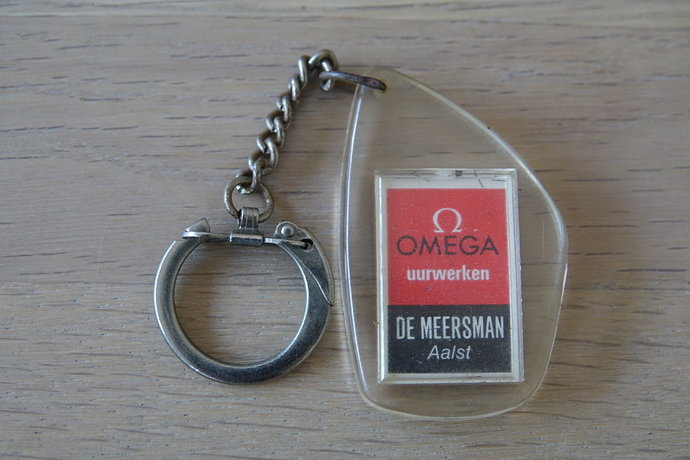 Ω
OMEGA
uurwerken
DE MEERSMAN
Aalst